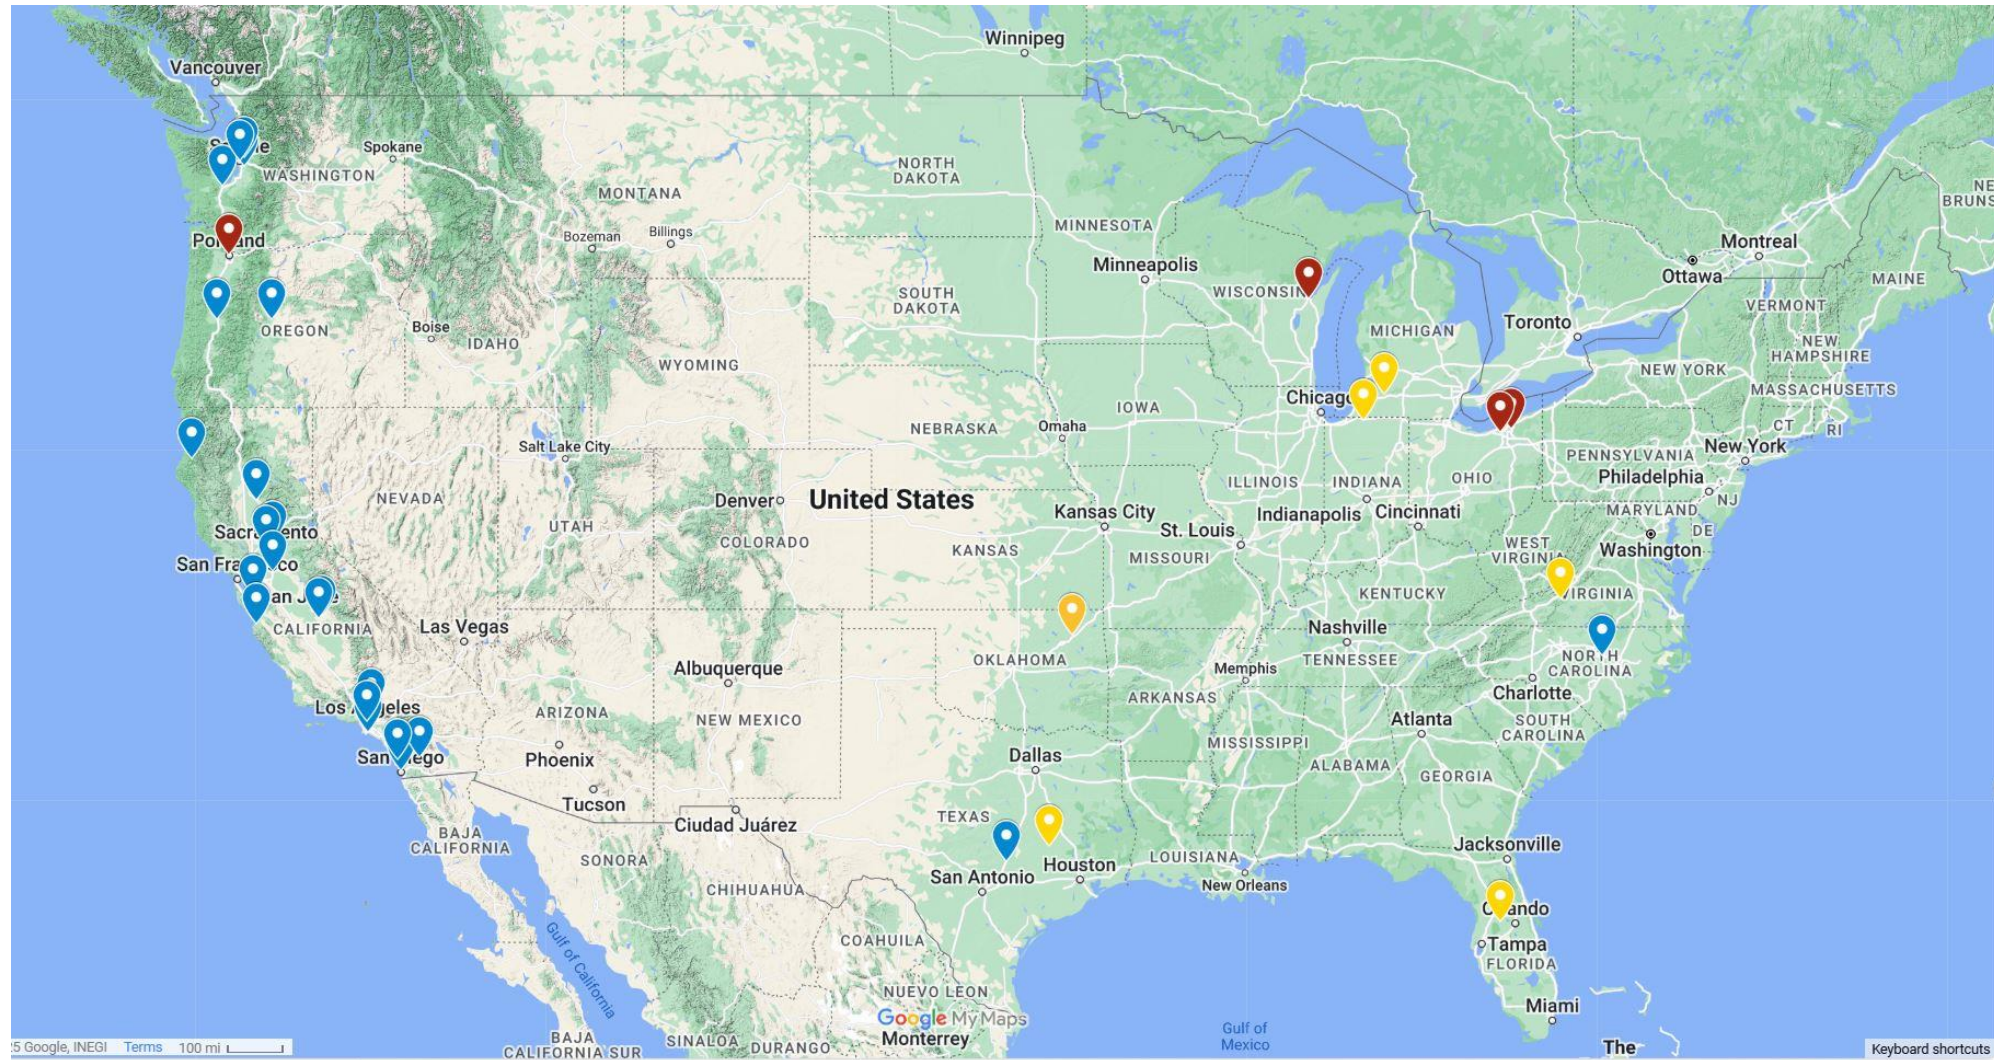 Winnipeg
Vancouver
Spokane
WASHINGTON
NORTH
DAKOTA
MONTANA
NE
BRUNS
Bozeman
Billings
MINNESOTA
Montreal
Minneapolis
Ottawa
MAINE
WISCONSIN
SOUTH
DAKOTA
VERMONT
OREGON
Boise
IDAHO
Toronto
MICHIGAN
NEW
HAMPSHIRE
WYOMING
NEW YORK
MASSACHUSETTS
IOWA
Omaha
NEBRASKA
CT
RI
Salt Lake City
PENNSYLVANIA
New York
NEVADA
Denver
United States
ILLINOIS
INDIANA
OHIO
Philadelphia
NJ
Kansas City
St. Louis
Indianapolis
Cincinnati
MARYLAND
DE
UTAH
COLORADO
KANSAS
MISSOURI
WEST
VIRGINIA
Washington
KENTUCKY
VIRGINIA
CALIFORNIA
Las Vegas
Nashville
Albuquerque
OKLAHOMA
Memphis
TENNESSEE
NORTH
CAROLINA
ARIZONA
NEW MEXICO
ARKANSAS
Charlotte
Atlanta
SOUTH
CAROLINA
Phoenix
Dallas
MISSISSIPPI
ALABAMA
GEORGIA
Tucson
Ciudad Juárez
TEXAS
BAJA
CALIFORNIA
SONORA
Jacksonville
LOUISIANA
Houston
San Antonio
New Orleans
CHIHUAHUA
COAHUILA
Gulf of California
Tampa
FLORIDA
NUEVO LEON
Miami
Google My Maps
Monterrey
Gulf of
Mexico
BAJA
CALIFORNIA SUR
SINALOA
DURANGO
The
5 Google, INEGI Terms 100 mi
Keyboard shortcuts